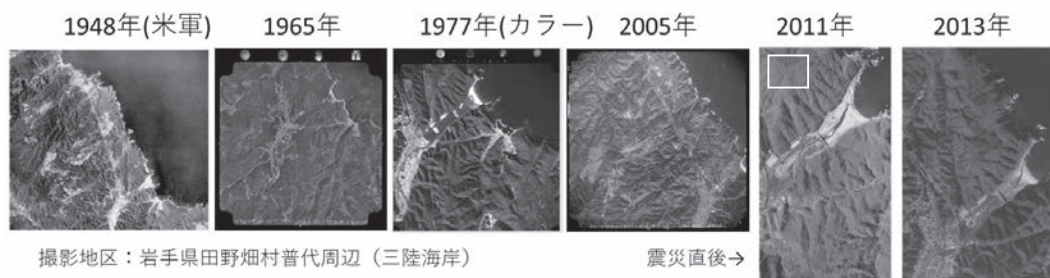 1948年(米軍)
1965年
1977年(カラー)
2005年
2011年
2013年
撮影地区：岩手県田野畑村普代周辺（三陸海岸）
震災直後→